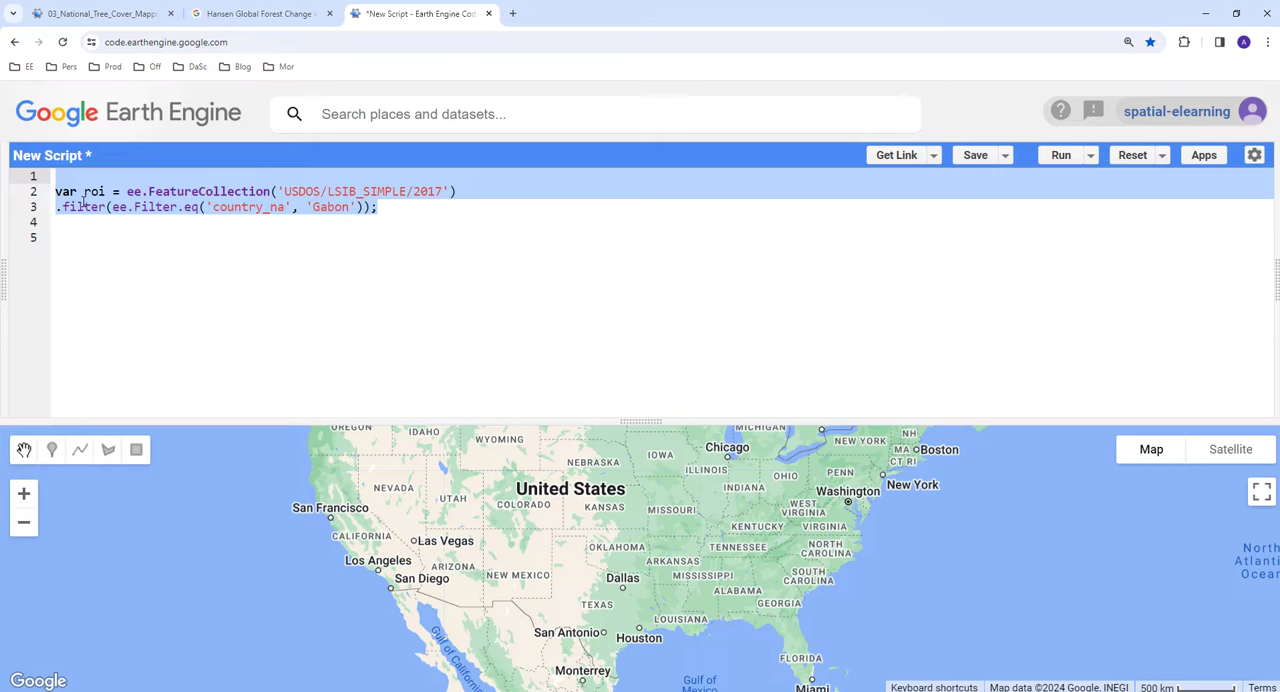 03_National_Tree_Cover_Mapp
Hansen Global Forest Change v
*New Script - Earth Engine Cod
code.earthengine.google.com
EE
Pers
Prod
Off
DaSc
Blog
Mor
Google Earth Engine
Search places and datasets...
spatial-elearning
New Script *
Get Link
Save
Run
Reset
Apps
1
2 var roi = ee.FeatureCollection('USDOS/LSIB_SIMPLE/2017')
3 .filter(ee.Filter.eq('country_na', 'Gabon'));
4
5
Map
Satellite
OREGON
IDAHO
WYOMING
MICHIGAN
NH
Chicago
NEW YORK
MA
Boston
IOWA
CT RI
NEBRASKA
PENN
ILLINOIS
OHIO
New York
NEVADA
INDIANA
United States
Washington
UTAH
COLORADO
KANSAS
MISSOURI
WEST VIRGINIA
San Francisco
KENTUCKY
VIRGINIA
CALIFORNIA
Las Vegas
OKLAHOMA
TENNESSEE
NORTH CAROLINA
North
Atlanti
Ocea
Los Angeles
ARIZONA
NEW MEXICO
ARKANSAS
MISSISSIPPI
SOUTH CAROLINA
San Diego
Dallas
ALABAMA
GEORGIA
TEXAS
LOUISIANA
San Antonio
Houston
Gulf of California
FLORIDA
Monterrey
Gulf of
Mexico
Miami
Google
Keyboard shortcuts
Map data ©2024 Google, INEGI
500 km
Terms